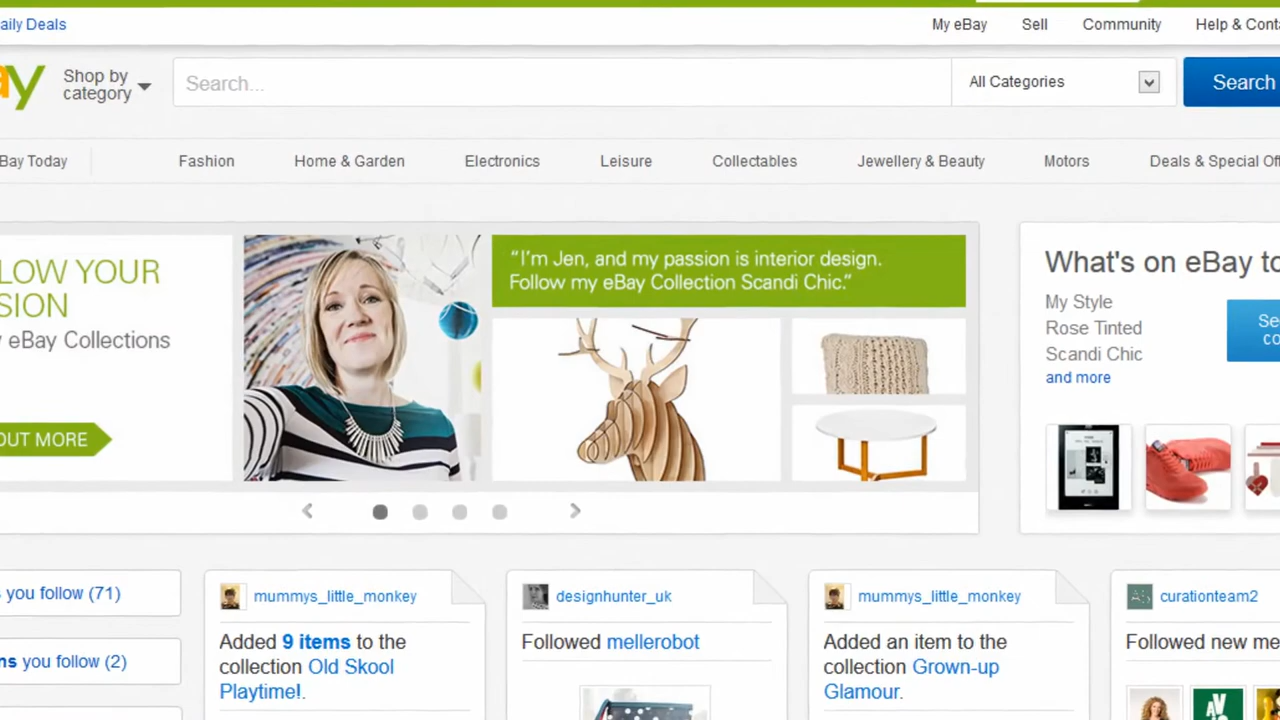 aily Deals
My eBay
Sell
Community
Help & Conta
ay
Shop by
category
Search...
All Categories
Search
Bay Today
Fashion
Home & Garden
Electronics
Leisure
Collectables
Jewellery & Beauty
Motors
Deals & Special Off
LOW YOUR
SION
y eBay Collections
OUT MORE
“I'm Jen, and my passion is interior design.
Follow my eBay Collection Scandi Chic.”
What's on eBay to
My Style
Rose Tinted
Scandi Chic
and more
Se
co
s you follow (71)
ns you follow (2)
mummys_little_monkey
Added 9 items to the
collection Old Skool
Playtime!.
designhunter_uk
Followed mellerobot
mummys_little_monkey
Added an item to the
collection Grown-up
Glamour.
curationteam2
Followed new me